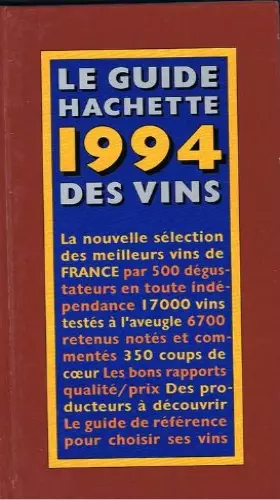 LE GUIDE
HACHETTE
1994
DES VINS
La nouvelle sélection
des meilleurs vins de
FRANCE par 500 dégus-
tateurs en toute indé-
pendance 17000 vins
testés à l'aveugle 6700
retenus notés et com-
mentés 350 coups de
cœur Les bons rapports
qualité/prix Des pro-
ducteurs à découvrir
Le guide de référence
pour choisir ses vins